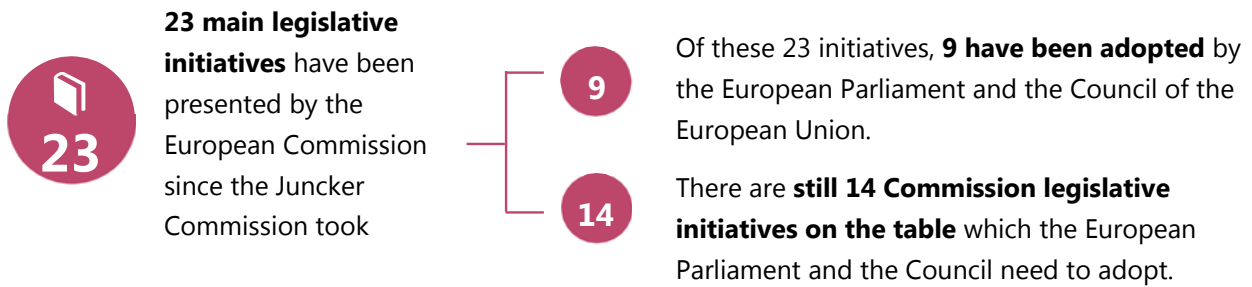 23
23 main legislative
initiatives have been
presented by the
European Commission
since the Juncker
Commission took
9
Of these 23 initiatives, 9 have been adopted by
the European Parliament and the Council of the
European Union.
14
There are still 14 Commission legislative
initiatives on the table which the European
Parliament and the Council need to adopt.